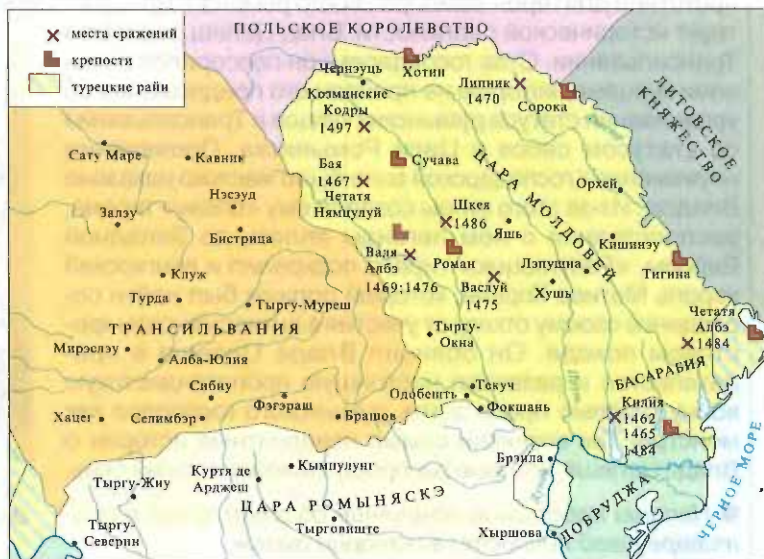 ПОЛЬСКОЕ КОРОЛЕВСТВО
места сражений
крепости
турецкие райи
Хотин
Чернэуць
Козминские
Кодры
1497
Липник
1470
Сорока
ЛИТОВСКОЕ
КНЯЖЕСТВО
Сату Маре
Кавник
Бая
1467
Сучава
ЦАРА МОЛДОВЕЙ
Орхей
Нэсэуд
Четатя
Нямцулуй
Шкея
1486
Яшь
Кишинэу
Залэу
Бистрица
Валя
Албэ
1469;1476
Роман
Лэпушна
Тигина
Клуж
Васлуй
1475
Хушь
Турда
Тыргу-Муреш
Четатя
Албэ
1484
ТРАНСИЛЬВАНИЯ
Тыргу-
Окна
Мирэслэу
Алба-Юлия
БАСАРАБИЯ
Сибиу
Фэгэраш
Текуч
Одобешть
Килия
1462
1465
1484
Хацег
Селимбэр
Брашов
Фокшань
Кымпулунг
Брэила
Куртя де
Арджеш
Тыргу-Жиу
ЦАРА РОМЫНЯСКЭ
ДОБРУДЖА
ЧЕРНОЕ МОРЕ
Тырговиште
Хыршова
Тыргу-
Северин